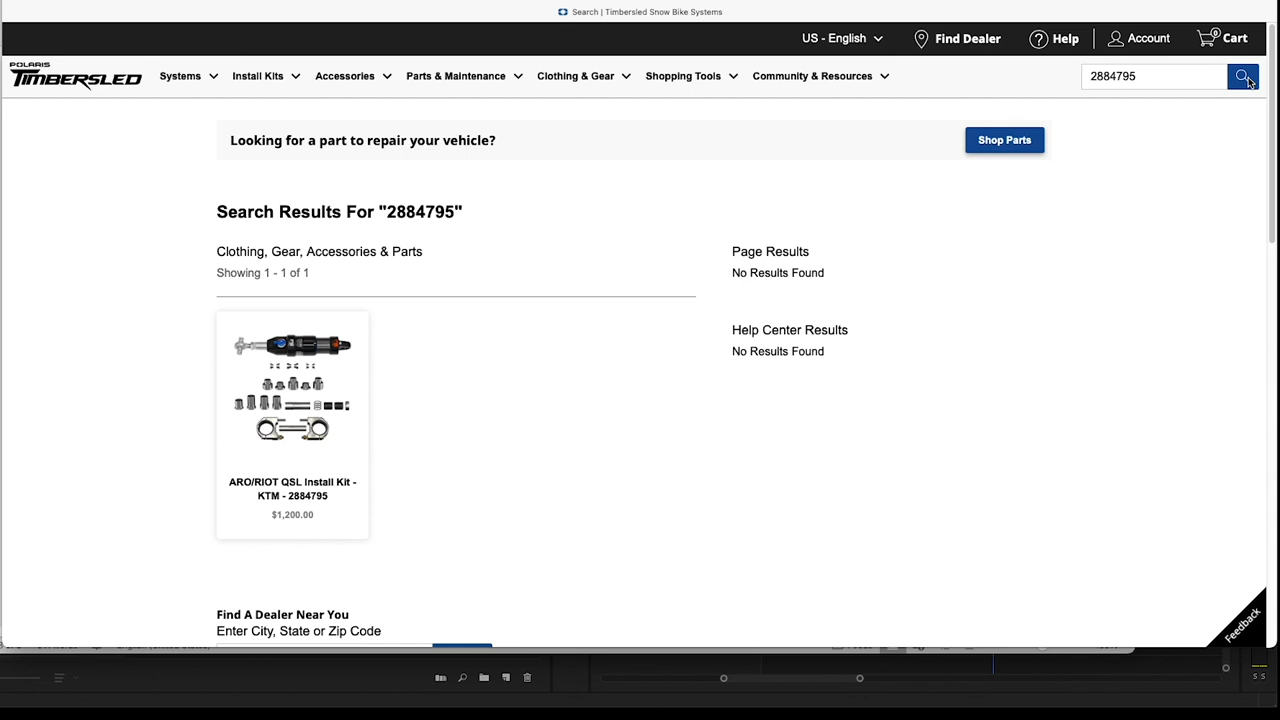 Search | Timbersled Snow Bike Systems
US - English
Find Dealer
Help
Account
0
Cart
POLARIS
TIMBERSLED
Systems
Install Kits
Accessories
Parts & Maintenance
Clothing & Gear
Shopping Tools
Community & Resources
2884795
Looking for a part to repair your vehicle?
Shop Parts
Search Results For "2884795"
Clothing, Gear, Accessories & Parts
Showing 1 - 1 of 1
Page Results
No Results Found
Help Center Results
No Results Found
ARO/RIOT QSL Install Kit -
KTM - 2884795
$1,200.00
Find A Dealer Near You
Enter City, State or Zip Code
Feedback
S S